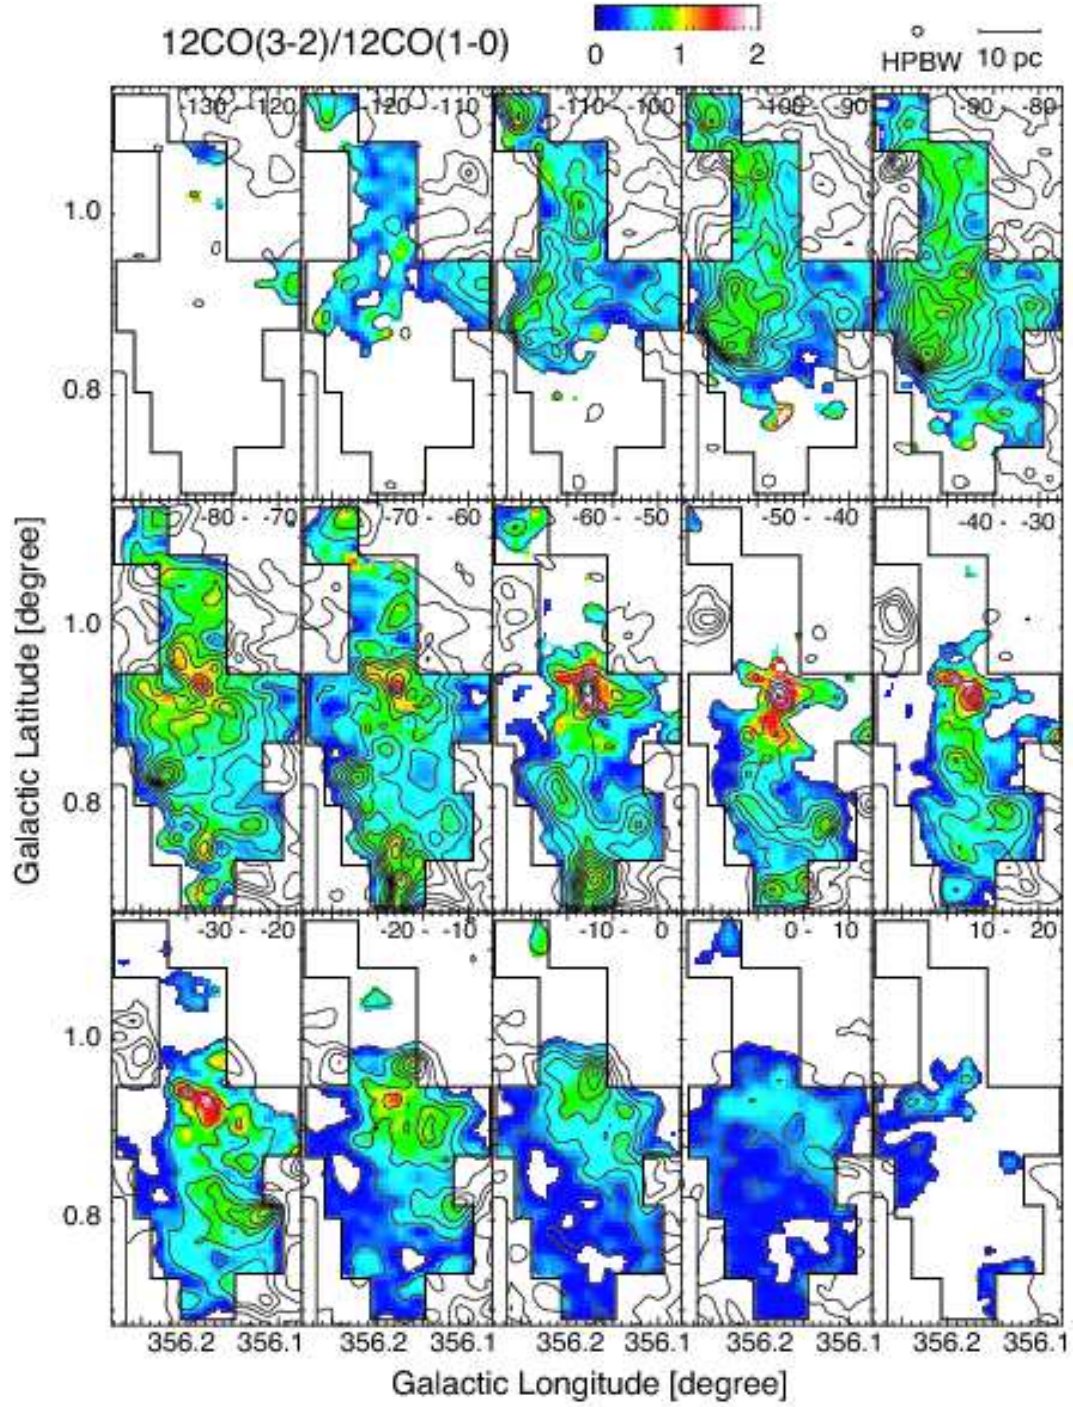 12CO(3-2)/12CO(1-0)
0 1 2
HPBW 10 pc
-130 - -120 -120 - -110 -110 - -100 -100 - -90 -90 - -80
1.0
0.8
-80 - -70 -70 - -60 -60 - -50 -50 - -40 -40 - -30
1.0
0.8
Galactic Latitude [degree]
-30 - -20 -20 - -10 -10 - 0 0 - 10 10 - 20
1.0
0.8
356.2 356.1 356.2 356.1 356.2 356.1 356.2 356.1 356.2 356.1
Galactic Longitude [degree]